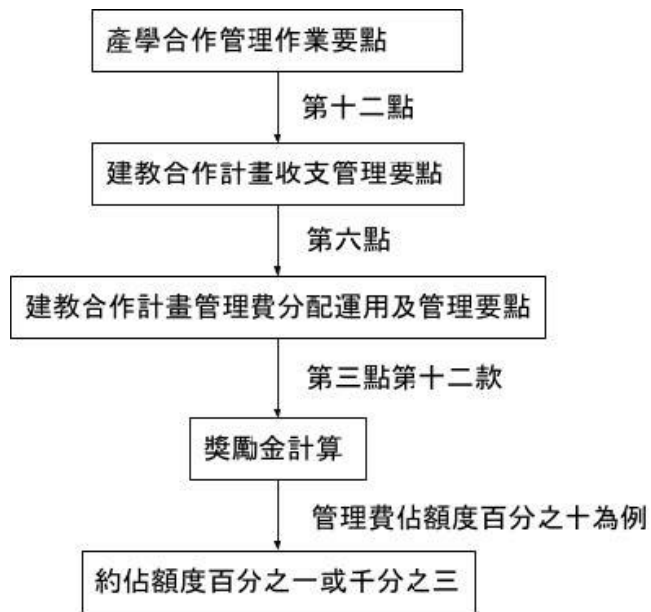 產學合作管理作業要點
第十二點
建教合作計畫收支管理要點
第六點
建教合作計畫管理費分配運用及管理要點
第三點第十二款
獎勵金計算
管理費佔額度百分之十為例
約佔額度百分之一或千分之三